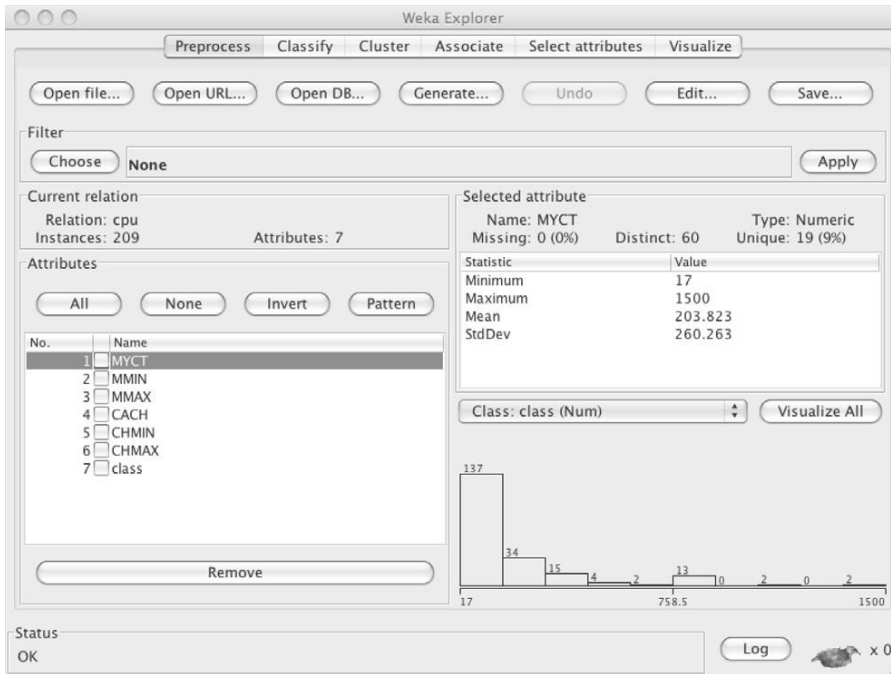 Weka Explorer
Preprocess Classify Cluster Associate Select attributes Visualize
Open file... Open URL... Open DB... Generate... Undo Edit... Save...
Filter
Choose None Apply
Current relation
Relation: cpu
Instances: 209 Attributes: 7
Attributes
All None Invert Pattern
No. Name
1 MYCT
2 MMIN
3 MMAX
4 CACH
5 CHMIN
6 CHMAX
7 class
Remove
Selected attribute
Name: MYCT Type: Numeric
Missing: 0 (0%) Distinct: 60 Unique: 19 (9%)
Statistic Value
Minimum 17
Maximum 1500
Mean 203.823
StdDev 260.263
Class: class (Num) Visualize All
137
34
15
4
2
13
0
2
0
2
17 758.5 1500
Status
OK
Log x 0